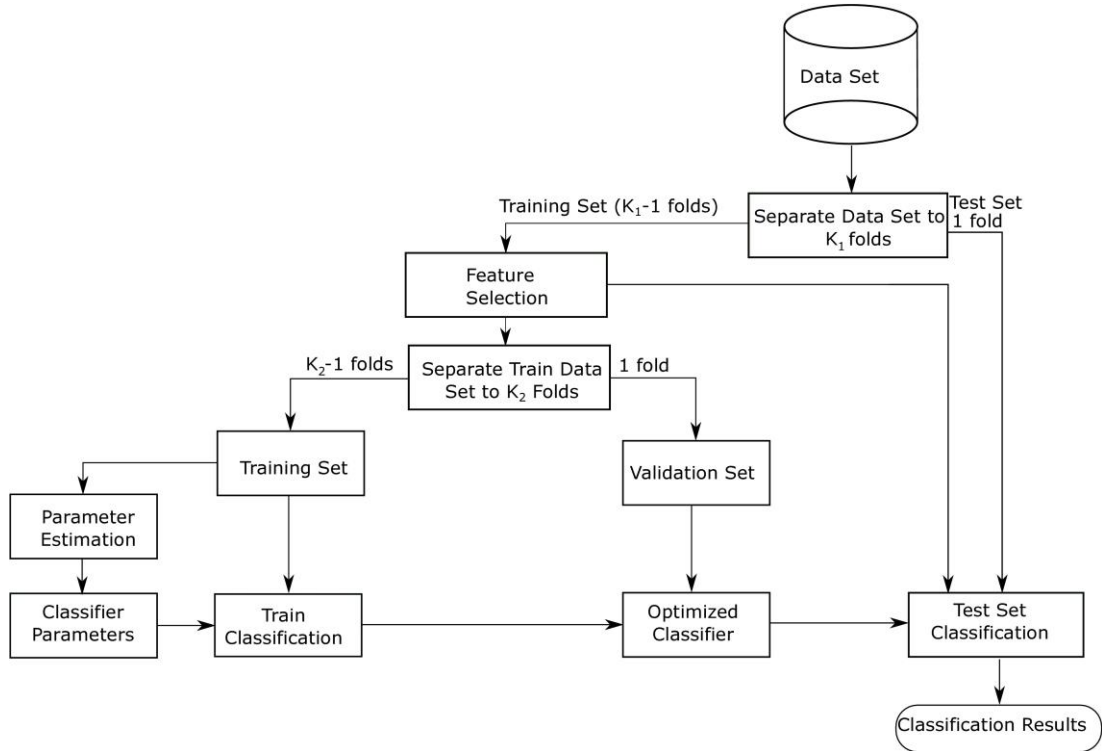 Data Set
Training Set (K₁-1 folds)
Separate Data Set to
K₁ folds
Test Set
1 fold
Feature
Selection
K₂-1 folds
Separate Train Data
Set to K₂ Folds
1 fold
Training Set
Validation Set
Parameter
Estimation
Classifier
Parameters
Train
Classification
Optimized
Classifier
Test Set
Classification
Classification Results